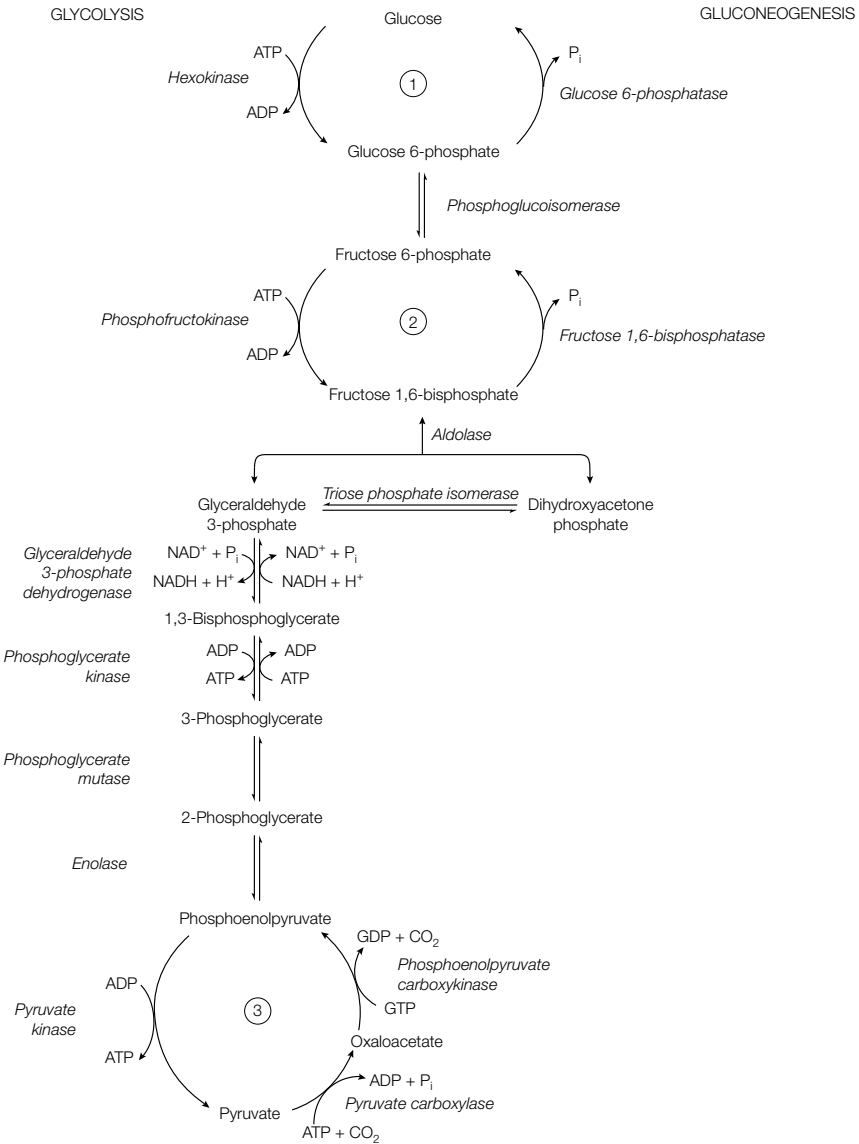 GLYCOLYSIS
Glucose
GLUCONEOGENESIS
ATP
Hexokinase
ADP
1
Pi
Glucose 6-phosphatase
Glucose 6-phosphate
Phosphoglucoisomerase
Fructose 6-phosphate
ATP
Phosphofructokinase
ADP
2
Pi
Fructose 1,6-bisphosphatase
Fructose 1,6-bisphosphate
Aldolase
Triose phosphate isomerase
Glyceraldehyde
3-phosphate
Dihydroxyacetone
phosphate
Glyceraldehyde
3-phosphate
dehydrogenase
NAD+ + Pi
NADH + H+
NAD+ + Pi
NADH + H+
1,3-Bisphosphoglycerate
Phosphoglycerate
kinase
ADP
ATP
ADP
ATP
3-Phosphoglycerate
Phosphoglycerate
mutase
2-Phosphoglycerate
Enolase
Phosphoenolpyruvate
ADP
Pyruvate
kinase
ATP
3
GDP + CO2
Phosphoenolpyruvate
carboxykinase
GTP
Oxaloacetate
ADP + Pi
Pyruvate carboxylase
Pyruvate
ATP + CO2